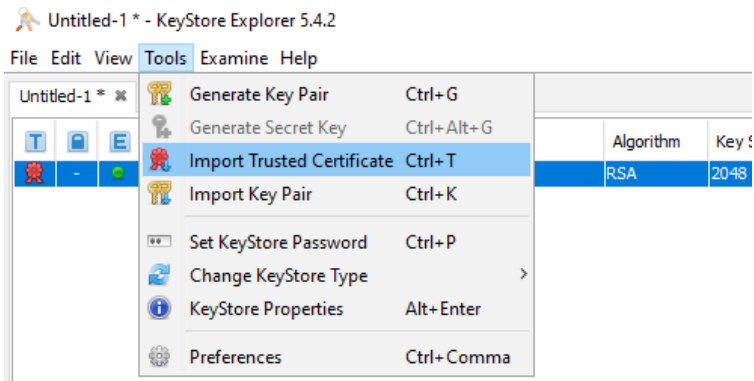 Untitled-1 * - KeyStore Explorer 5.4.2
File Edit View Tools Examine Help
Untitled-1 *
Generate Key Pair Ctrl+G
Generate Secret Key Ctrl+Alt+G
T E Algorithm Key S
Import Trusted Certificate Ctrl+T
- RSA 2048
Import Key Pair Ctrl+K
Set KeyStore Password Ctrl+P
Change KeyStore Type
KeyStore Properties Alt+Enter
Preferences Ctrl+Comma